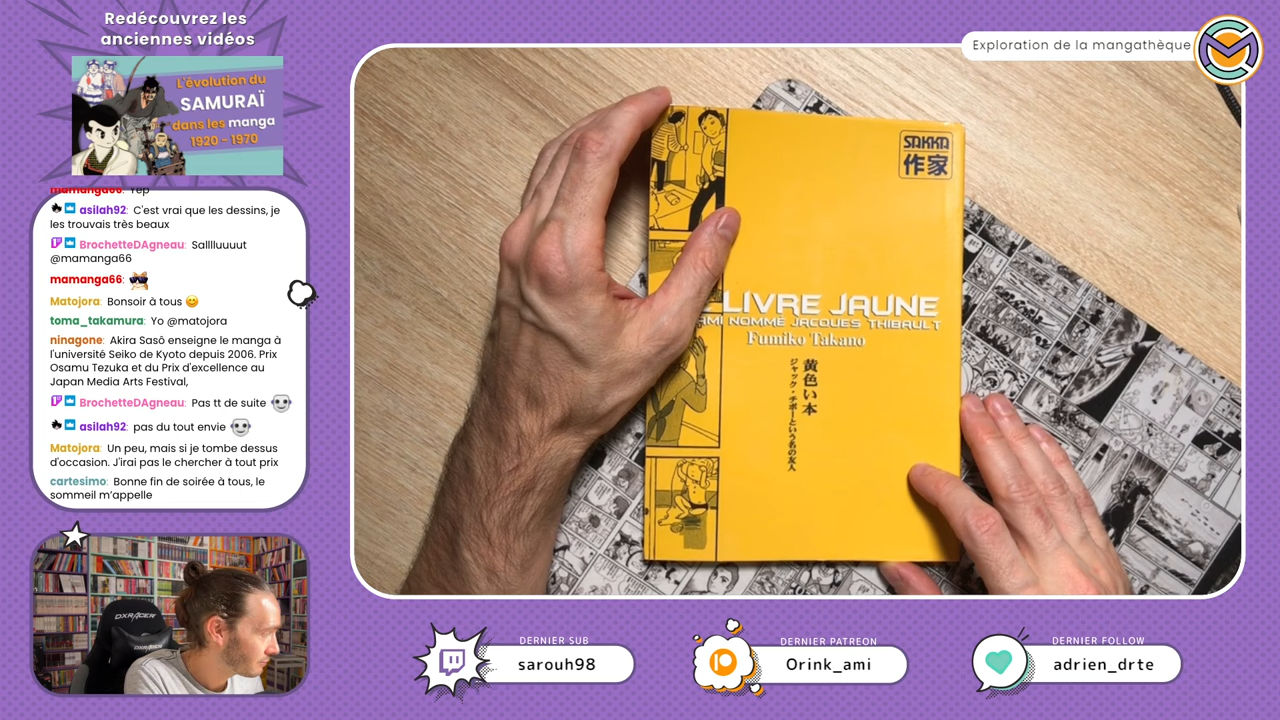 Redécouvrez les
anciennes vidéos
L'évolution du
SAMURAÏ
dans les manga
1920 - 1970
mamanga66: Yep
asilah92: C'est vrai que les dessins, je
les trouvais très beaux
BrochetteDAgneau: Salllluuuut
@mamanga66
mamanga66:
Matojora: Bonsoir à tous
toma_takamura: Yo @matojora
ninagone: Akira Sasō enseigne le manga à
l'université Seiko de Kyoto depuis 2006. Prix
Osamu Tezuka et du Prix d'excellence au
Japan Media Arts Festival,
BrochetteDAgneau: Pas tt de suite
asilah92: pas du tout envie
Matojora: Un peu, mais si je tombe dessus
d'occasion. J'irai pas le chercher à tout prix
cartesimo: Bonne fin de soirée à tous, le
sommeil m'appelle
DXRACER
Exploration de la mangathèque
SAKKA
作家
LIVRE JAUNE
AMI NOMMÉ JACQUES THIBAULT
Fumiko Takano
黄色い本
ジャック・チボーという名の友人
DERNIER SUB
sarouh98
DERNIER PATREON
Orink_ami
DERNIER FOLLOW
adrien_drte